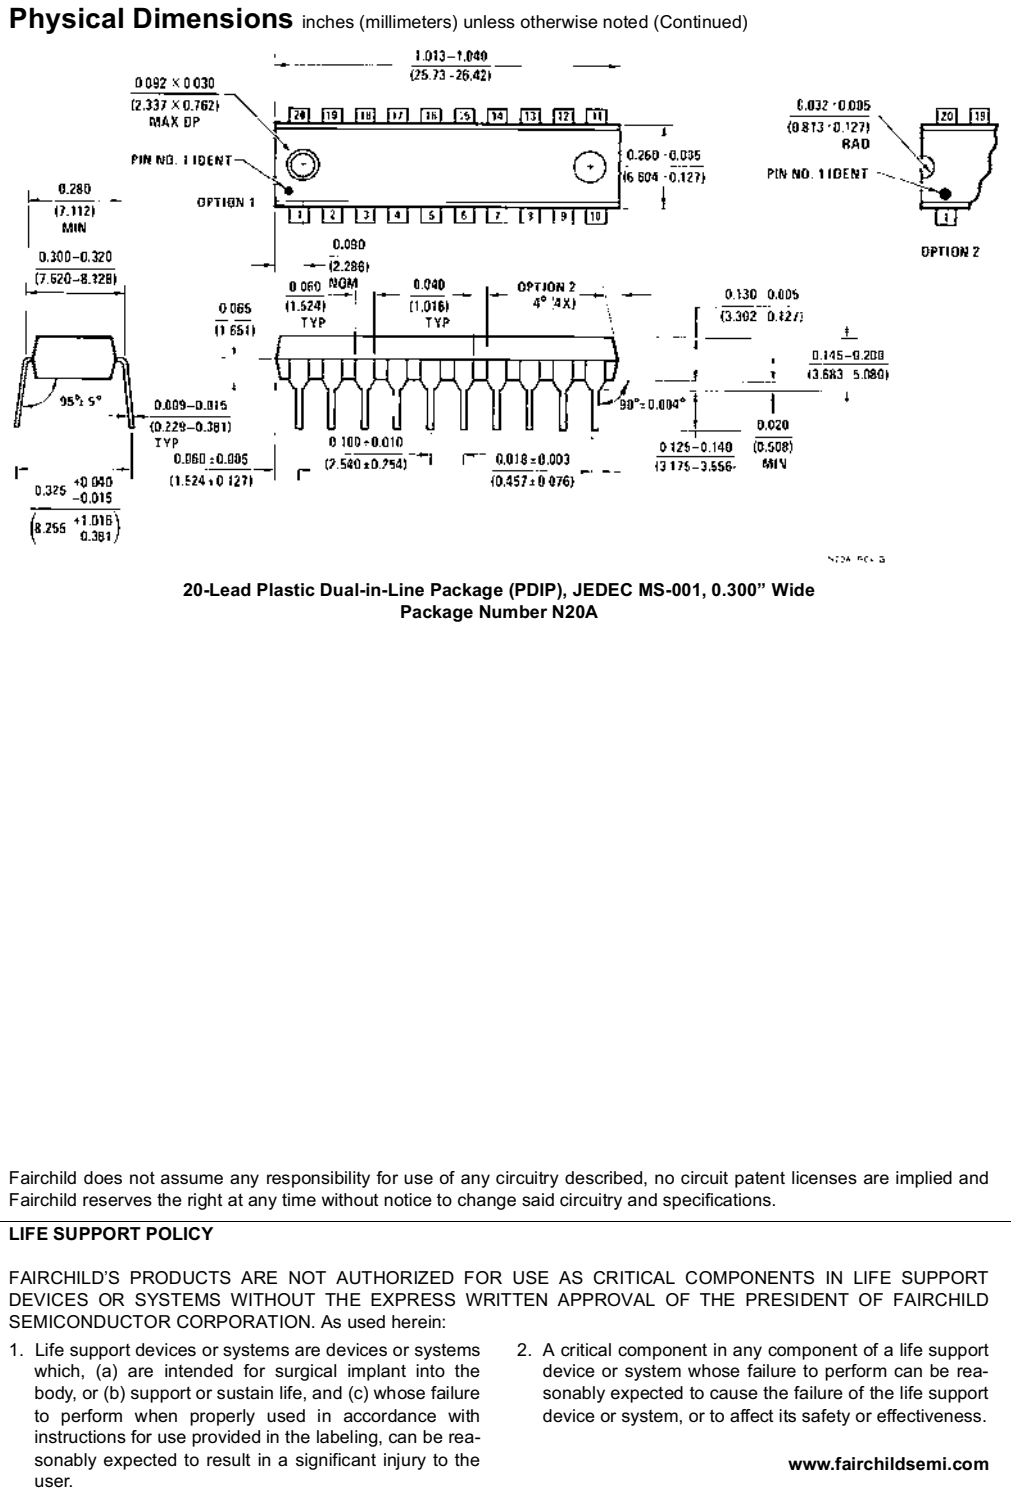 Physical Dimensions inches (millimeters) unless otherwise noted (Continued)
1.013–1.040
(25.73-26.42)
0.092 × 0.030
(2.337 × 0.762)
MAX DP
20 19 18 17 16 15 14 13 12 11
PIN NO. 1 IDENT
OPTION 1
1 2 3 4 5 6 7 8 9 10
0.260 ·0.005
(6.604 ·0.127)
0.032 ·0.005
(0.813 ·0.127)
RAD
PIN NO. 1 IDENT
20 19
1
OPTION 2
0.280
(7.112)
MIN
0.300–0.320
(7.620–8.128)
0.090
(2.286)
NOM
0.060
(1.524)
TYP
0.040
(1.016)
TYP
OPTION 2
4° (4X)
0.065
(1.651)
0.130 0.005
(3.302 0.127)
0.145–0.200
(3.683 5.080)
95°± 5°
0.009–0.015
(0.229–0.381)
TYP
90°± 0.004°
0.020
(0.508)
MIN
0.125–0.140
(3.175–3.556)
0.100 ±0.010
(2.540 ±0.254)
0.018 ±0.003
(0.457 ± 0.076)
0.060 ±0.005
(1.524 ± 0.127)
0.325 +0.040
–0.015
(8.255 +1.016
0.381)
20-Lead Plastic Dual-in-Line Package (PDIP), JEDEC MS-001, 0.300” Wide
Package Number N20A
Fairchild does not assume any responsibility for use of any circuitry described, no circuit patent licenses are implied and
Fairchild reserves the right at any time without notice to change said circuitry and specifications.
LIFE SUPPORT POLICY
FAIRCHILD’S PRODUCTS ARE NOT AUTHORIZED FOR USE AS CRITICAL COMPONENTS IN LIFE SUPPORT
DEVICES OR SYSTEMS WITHOUT THE EXPRESS WRITTEN APPROVAL OF THE PRESIDENT OF FAIRCHILD
SEMICONDUCTOR CORPORATION. As used herein:
1. Life support devices or systems are devices or systems
which, (a) are intended for surgical implant into the
body, or (b) support or sustain life, and (c) whose failure
to perform when properly used in accordance with
instructions for use provided in the labeling, can be rea-
sonably expected to result in a significant injury to the
user.
2. A critical component in any component of a life support
device or system whose failure to perform can be rea-
sonably expected to cause the failure of the life support
device or system, or to affect its safety or effectiveness.
www.fairchildsemi.com